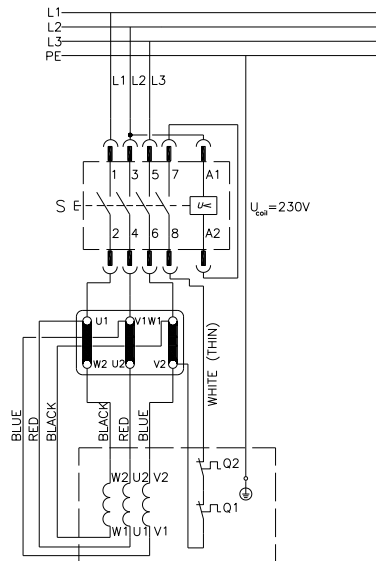 L1
L2
L3
PE
L1 L2 L3
1 3 5 7 A1
S E U< U coil =230V
2 4 6 8 A2
U1 V1 W1
W2 U2 V2
WHITE (THIN)
BLUE RED BLACK BLACK RED BLUE
W2 U2 V2 Q2
Q1
W1 U1 V1